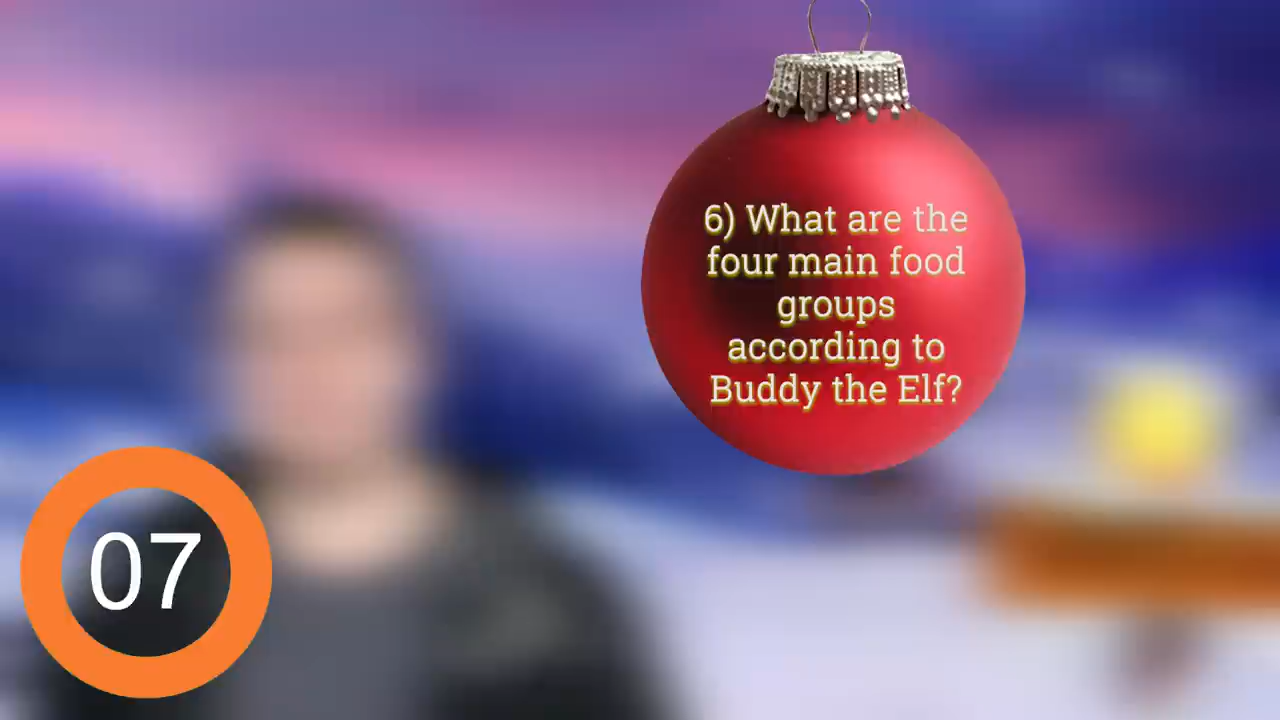 6) What are the
four main food
groups
according to
Buddy the Elf?
07